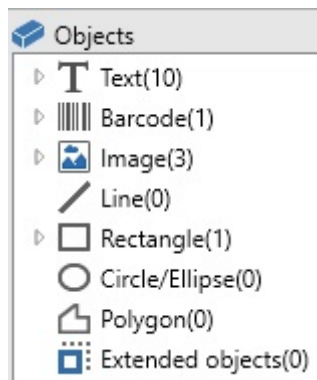 Objects
Text(10)
Barcode(1)
Image(3)
Line(0)
Rectangle(1)
Circle/Ellipse(0)
Polygon(0)
Extended objects(0)